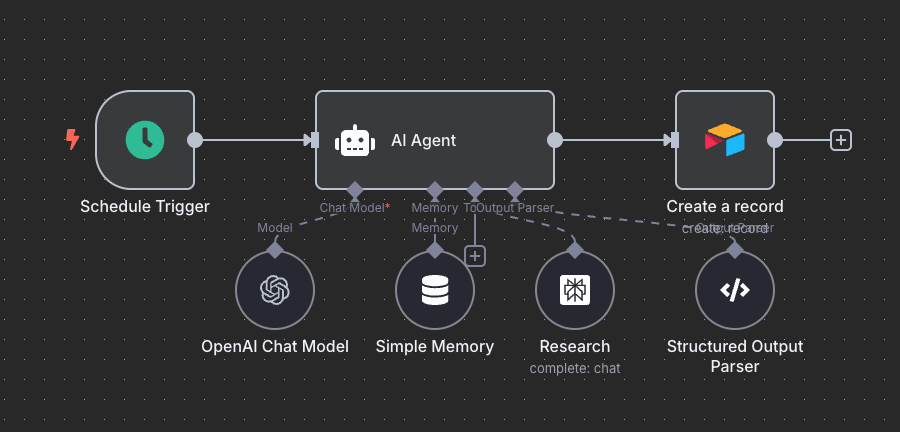 AI Agent
Schedule Trigger
Create a record
create: record
Chat Model*
Memory
To
Output Parser
Model
Memory
Output Parser
OpenAI Chat Model
Simple Memory
Research
complete: chat
Structured Output
Parser